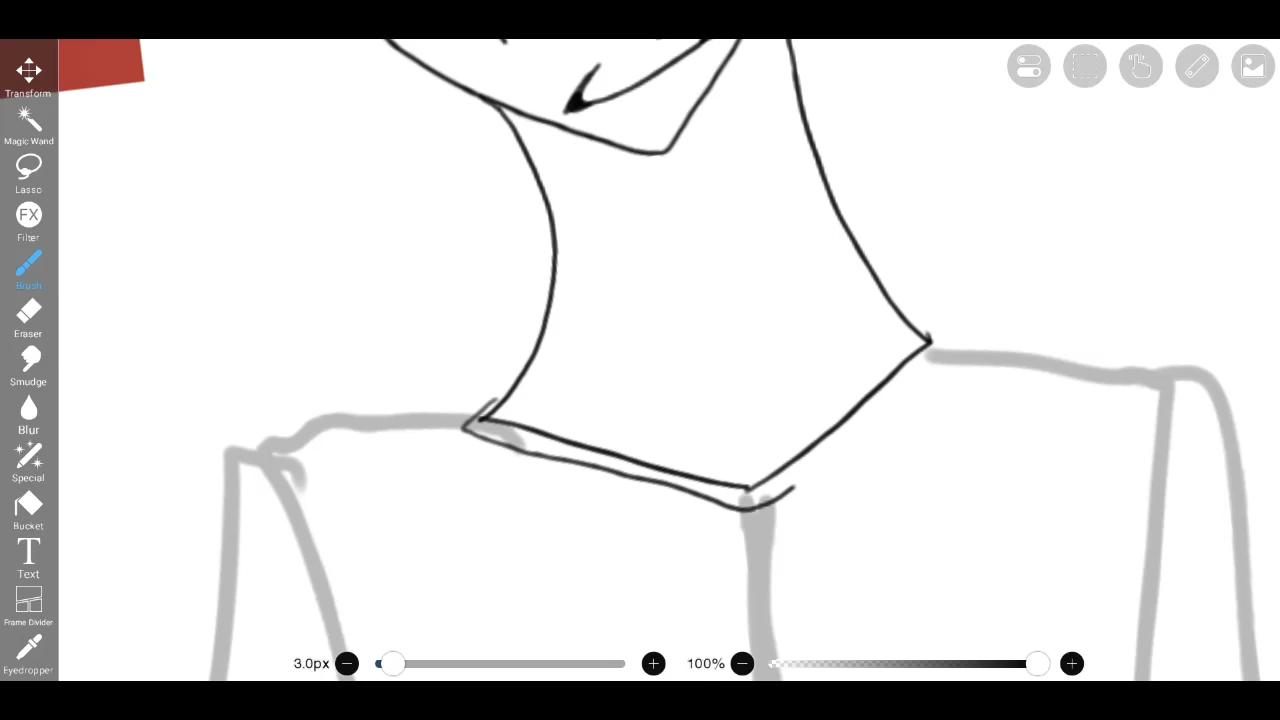 Transform
Magic Wand
Lasso
FX
Filter
Brush
Eraser
Smudge
Blur
Special
Bucket
T
Text
Frame Divider
Eyedropper
3.0px
100%